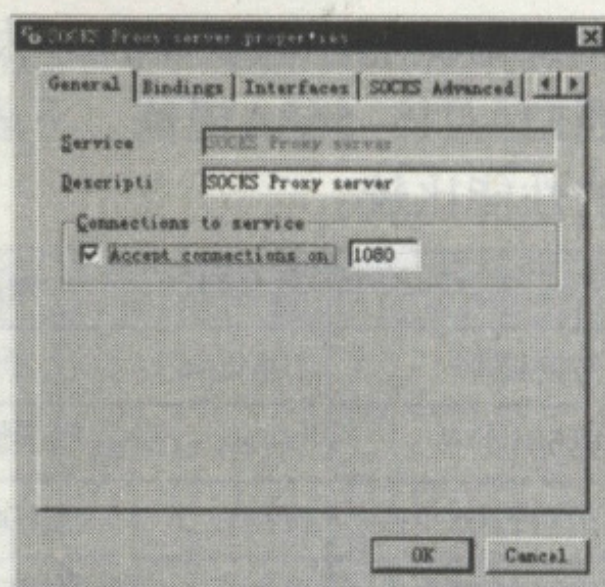 SOCKS Proxy server properties
General Bindings Interfaces SOCKS Advanced
Service SOCKS Proxy server
Descripti SOCKS Proxy server
Connections to service
Accept connections on 1080
OK Cancel